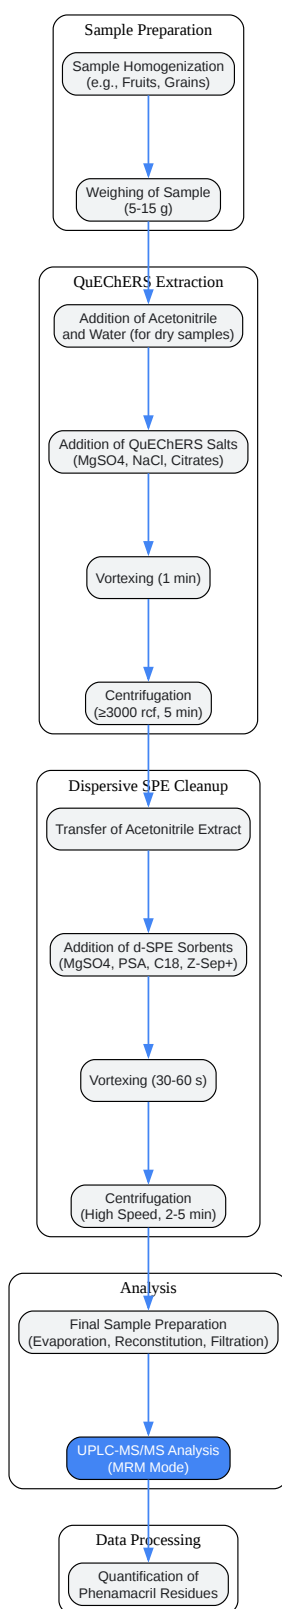 Sample Preparation
Sample Homogenization
(e.g., Fruits, Grains)
Weighing of Sample
(5-15 g)
QuEChERS Extraction
Addition of Acetonitrile
and Water (for dry samples)
Addition of QuEChERS Salts
(MgSO4, NaCl, Citrates)
Vortexing (1 min)
Centrifugation
(≥3000 rcf, 5 min)
Dispersive SPE Cleanup
Transfer of Acetonitrile Extract
Addition of d-SPE Sorbents
(MgSO4, PSA, C18, Z-Sep+)
Vortexing (30-60 s)
Centrifugation
(High Speed, 2-5 min)
Analysis
Final Sample Preparation
(Evaporation, Reconstitution, Filtration)
UPLC-MS/MS Analysis
(MRM Mode)
Data Processing
Quantification of
Phenamacril Residues